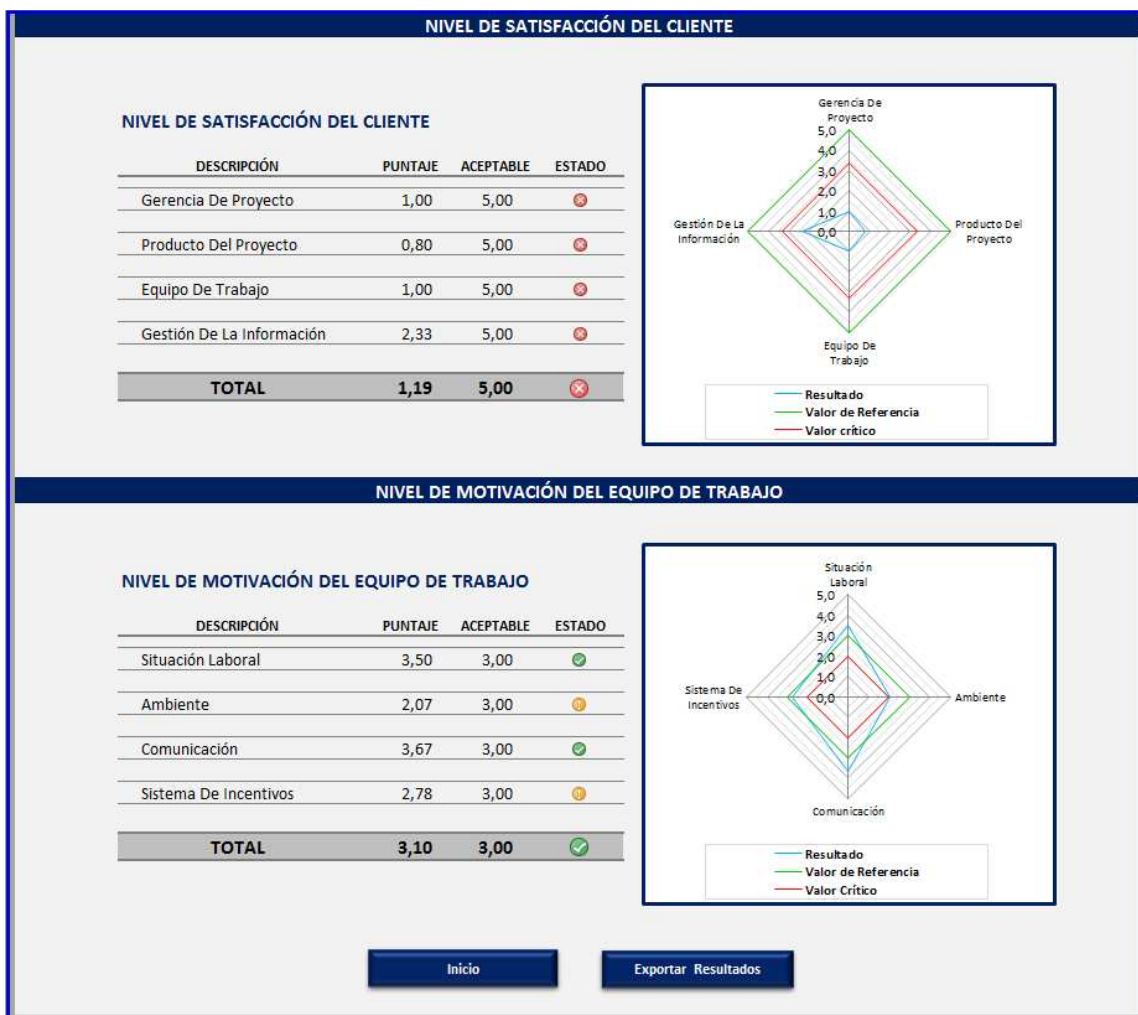 NIVEL DE SATISFACCIÓN DEL CLIENTE
NIVEL DE SATISFACCIÓN DEL CLIENTE
DESCRIPCIÓN PUNTAJE ACEPTABLE ESTADO
Gerencia De Proyecto 1,00 5,00
Producto Del Proyecto 0,80 5,00
Equipo De Trabajo 1,00 5,00
Gestión De La Información 2,33 5,00
TOTAL 1,19 5,00
Gerencia De
Proyecto
5,0
4,0
3,0
2,0
1,0
0,0
Gestión De La
Información
Producto Del
Proyecto
Equipo De
Trabajo
Resultado
Valor de Referencia
Valor crítico
NIVEL DE MOTIVACIÓN DEL EQUIPO DE TRABAJO
NIVEL DE MOTIVACIÓN DEL EQUIPO DE TRABAJO
DESCRIPCIÓN PUNTAJE ACEPTABLE ESTADO
Situación Laboral 3,50 3,00
Ambiente 2,07 3,00
Comunicación 3,67 3,00
Sistema De Incentivos 2,78 3,00
TOTAL 3,10 3,00
Situación
Laboral
5,0
4,0
3,0
2,0
1,0
0,0
Sistema De
Incentivos
Ambiente
Comunicación
Resultado
Valor de Referencia
Valor Crítico
Inicio
Exportar Resultados